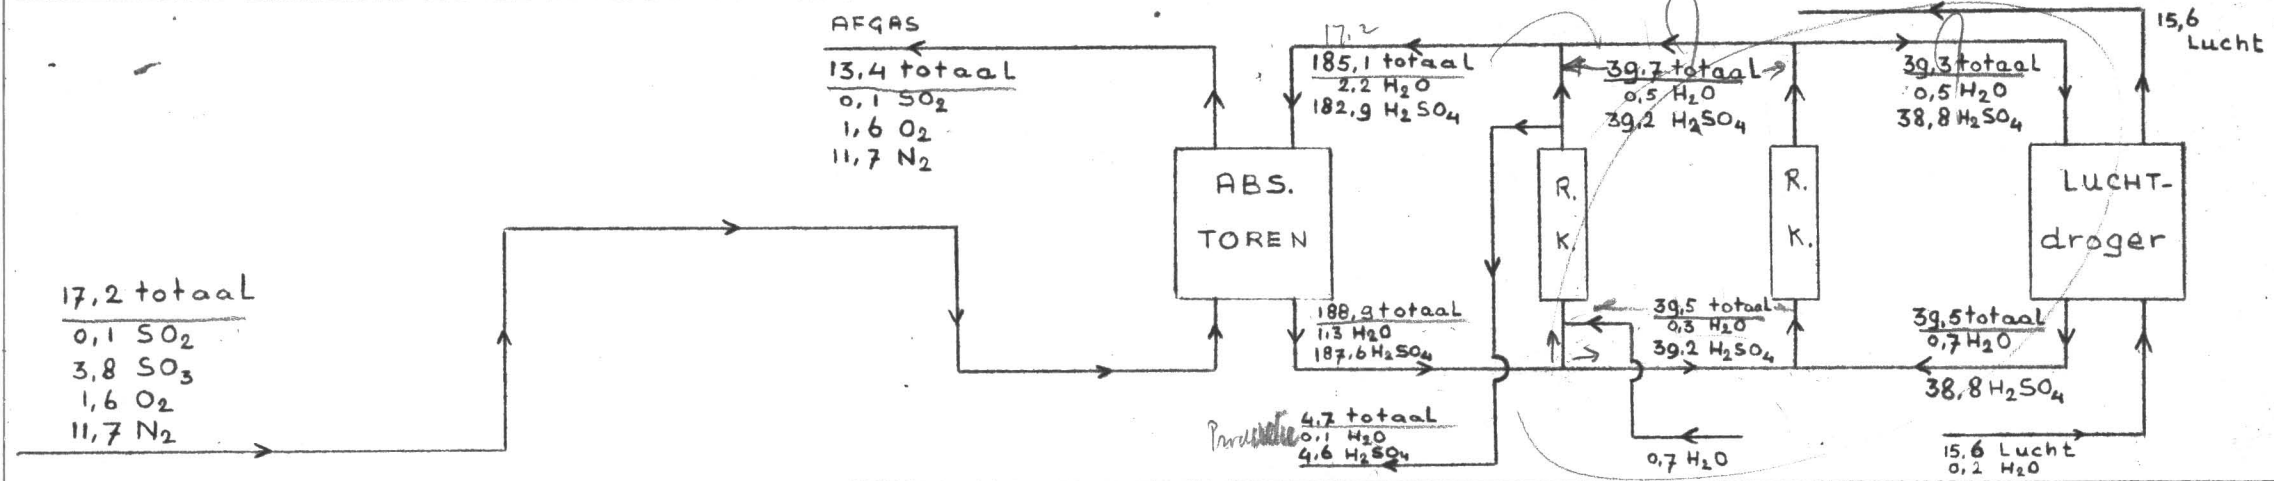 AFGAS
13,4 totaal
0,1 SO2
1,6 O2
11,7 N2
17,2
185,1 totaal
2,2 H2O
182,9 H2SO4
39,7 totaal
0,5 H2O
39,2 H2SO4
39,3 totaal
0,5 H2O
38,8 H2SO4
15,6
Lucht
ABS.
TOREN
R.
K.
R.
K.
LUCHT-
droger
17,2 totaal
0,1 SO2
3,8 SO3
1,6 O2
11,7 N2
188,9 totaal
1,3 H2O
187,6 H2SO4
39,5 totaal
0,3 H2O
39,2 H2SO4
39,5 totaal
0,7 H2O
38,8 H2SO4
4,7 totaal
0,1 H2O
4,6 H2SO4
0,7 H2O
15,6 Lucht
0,2 H2O